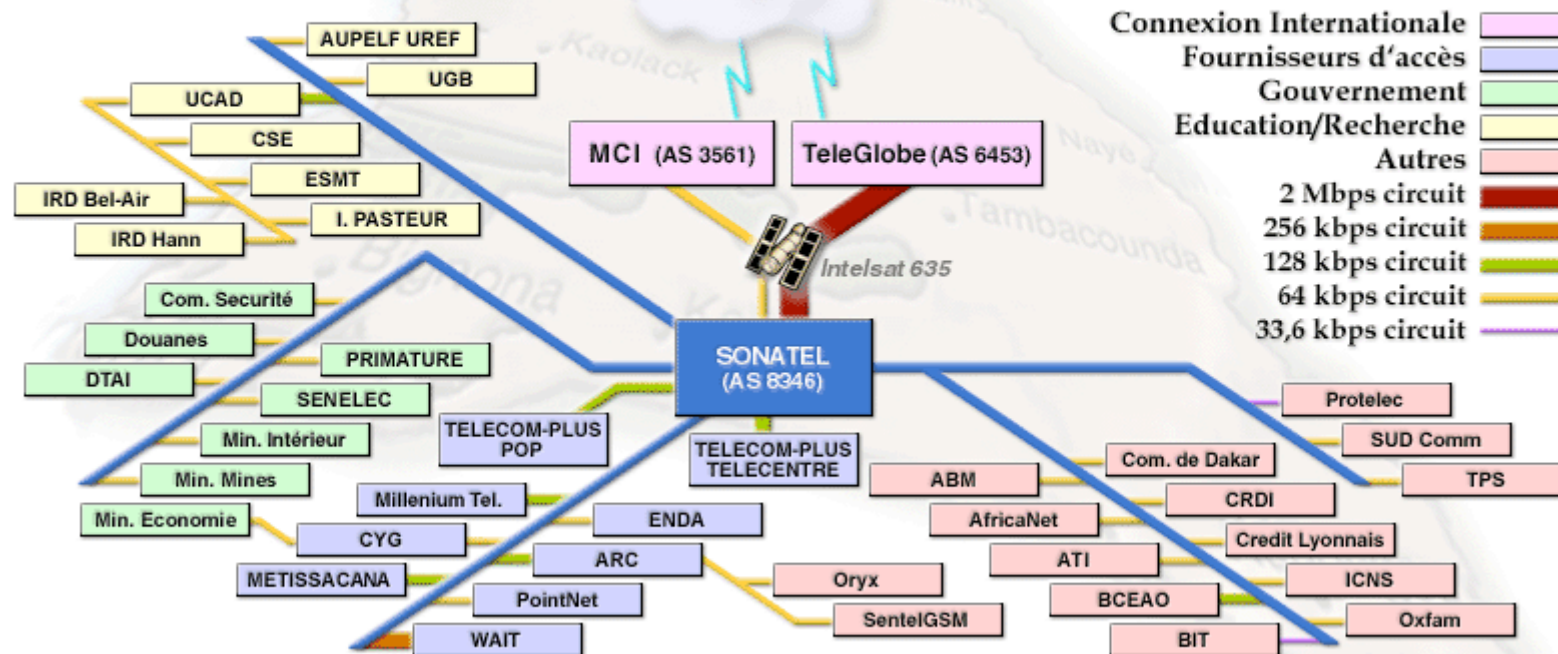 AUPELF UREF
UGB
UCAD
CSE
ESMT
IRD Bel-Air
I. PASTEUR
IRD Hann
Kaolack
MCI (AS 3561)
TeleGlobe (AS 6453)
Nayé
Tambacounda
Bignona
Intelsat 635
Connexion Internationale
Fournisseurs d'accès
Gouvernement
Education/Recherche
Autres
2 Mbps circuit
256 kbps circuit
128 kbps circuit
64 kbps circuit
33,6 kbps circuit
SONATEL
(AS 8346)
Com. Securité
Douanes
PRIMATURE
DTAI
SENELEC
Min. Intérieur
Min. Mines
Min. Economie
TELECOM-PLUS
POP
TELECOM-PLUS
TELECENTRE
Millenium Tel.
ENDA
CYG
ARC
METISSACANA
PointNet
WAIT
Oryx
SentelGSM
Protelec
SUD Comm
TPS
Com. de Dakar
ABM
CRDI
AfricaNet
Credit Lyonnais
ATI
ICNS
BCEAO
Oxfam
BIT